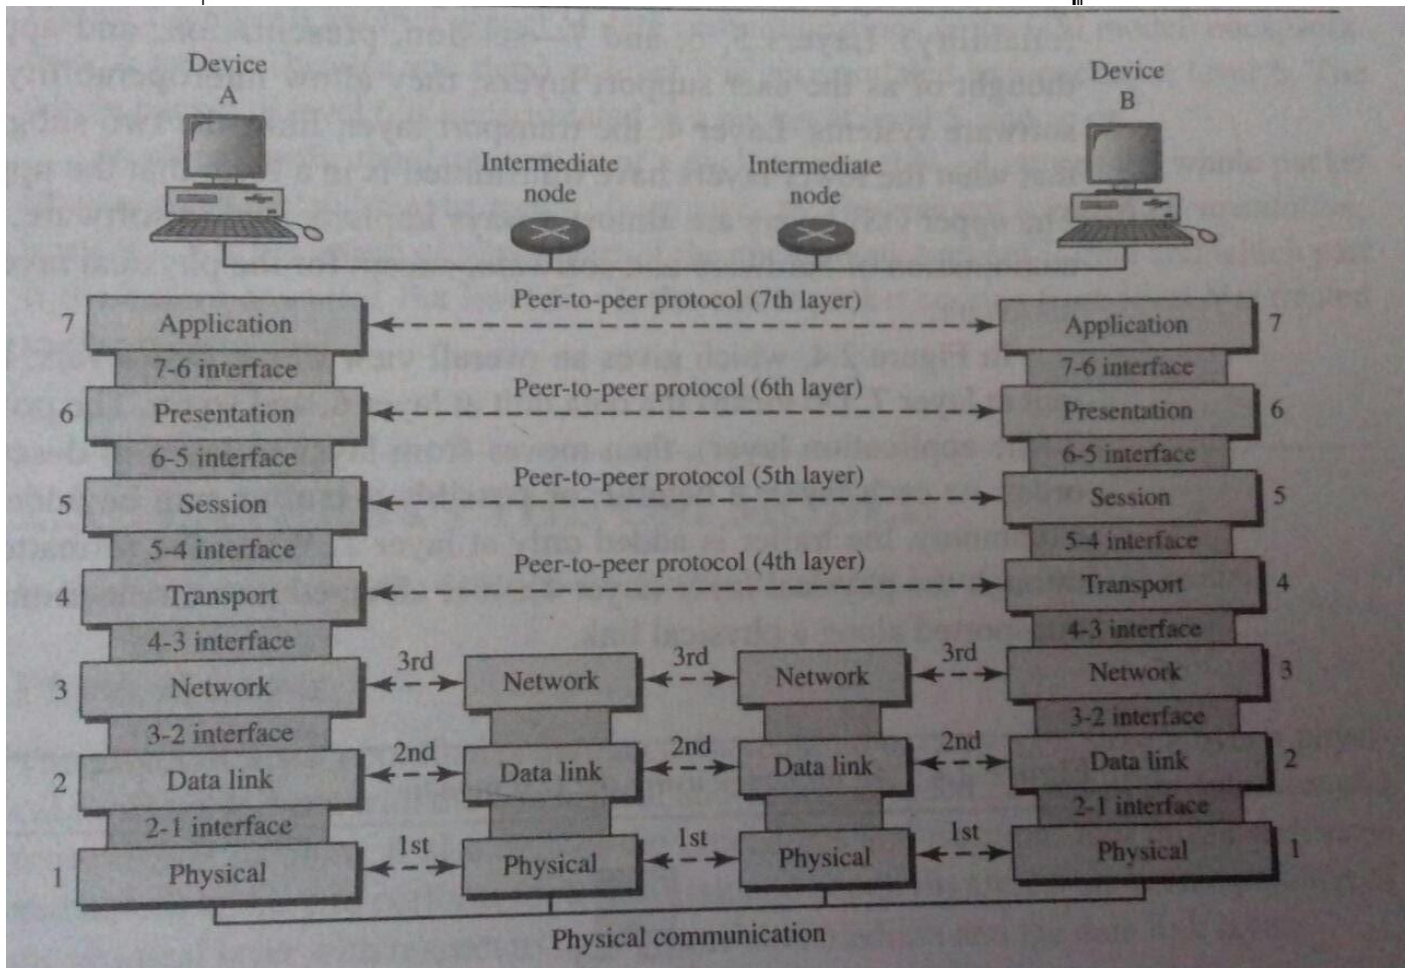 Device
A
Device
B
Intermediate
node
Intermediate
node
Peer-to-peer protocol (7th layer)
7 Application
Application 7
7-6 interface
7-6 interface
Peer-to-peer protocol (6th layer)
6 Presentation
Presentation 6
6-5 interface
6-5 interface
Peer-to-peer protocol (5th layer)
5 Session
Session 5
5-4 interface
5-4 interface
Peer-to-peer protocol (4th layer)
4 Transport
Transport 4
4-3 interface
4-3 interface
3rd 3rd 3rd
3 Network Network Network Network 3
3-2 interface
3-2 interface
2nd 2nd 2nd
2 Data link Data link Data link Data link 2
2-1 interface
2-1 interface
1st 1st 1st
1 Physical Physical Physical Physical 1
Physical communication